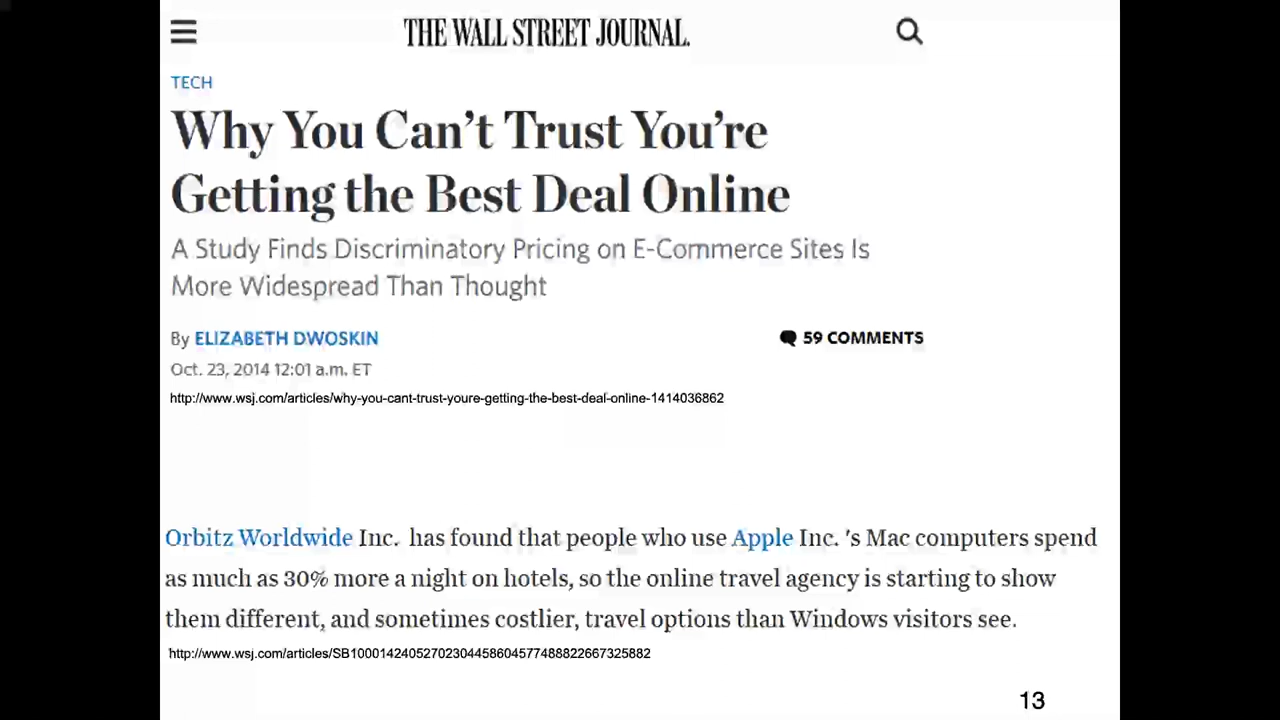 THE WALL STREET JOURNAL.
TECH
Why You Can't Trust You're
Getting the Best Deal Online
A Study Finds Discriminatory Pricing on E-Commerce Sites Is
More Widespread Than Thought
By ELIZABETH DWOSKIN
59 COMMENTS
Oct. 23, 2014 12:01 a.m. ET
http://www.wsj.com/articles/why-you-cant-trust-youre-getting-the-best-deal-online-1414036862
Orbitz Worldwide Inc. has found that people who use Apple Inc. 's Mac computers spend
as much as 30% more a night on hotels, so the online travel agency is starting to show
them different, and sometimes costlier, travel options than Windows visitors see.
http://www.wsj.com/articles/SB10001424052702304458604577488822667325882
13